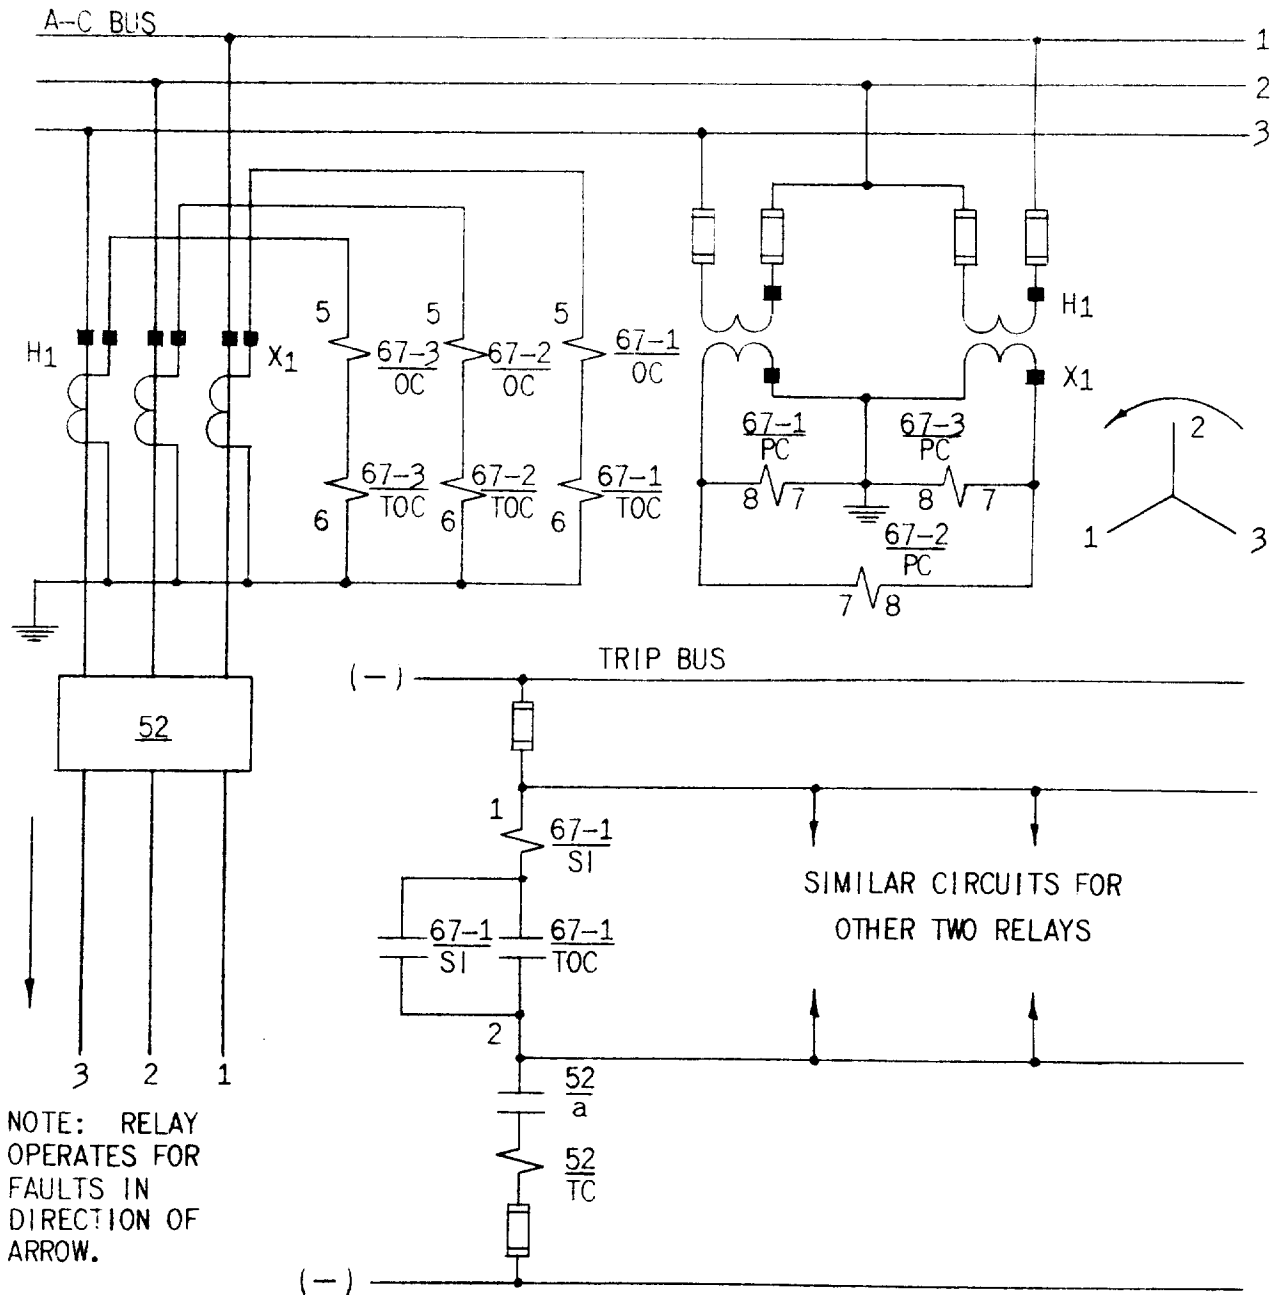 A-C BUS
1
2
3
H1
X1
5
67-3
OC
5
67-2
OC
5
67-1
OC
67-3
TOC
6
67-2
TOC
6
67-1
TOC
6
H1
X1
67-1
PC
8 7
67-3
PC
8 7
67-2
PC
7 8
2
1
3
52
3 2 1
NOTE: RELAY
OPERATES FOR
FAULTS IN
DIRECTION OF
ARROW.
TRIP BUS
(-)
1
67-1
SI
67-1
SI
67-1
TOC
2
52
a
52
TC
(-)
SIMILAR CIRCUITS FOR
OTHER TWO RELAYS